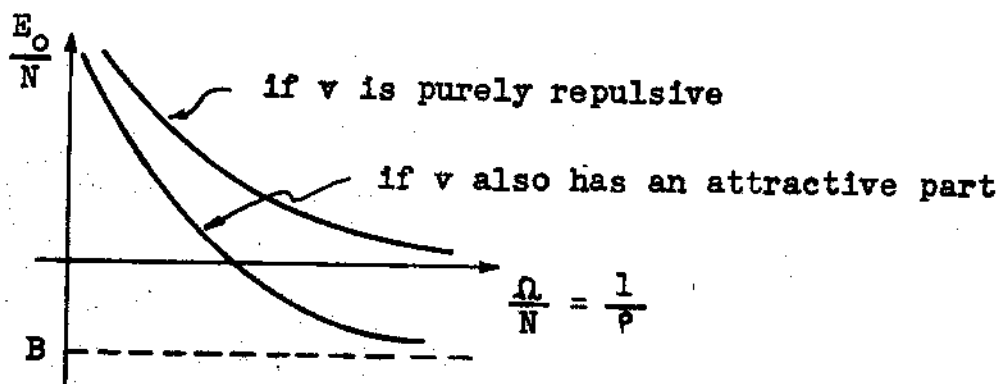 E₀/N
if v is purely repulsive
if v also has an attractive part
Ω/N = 1/ρ
B